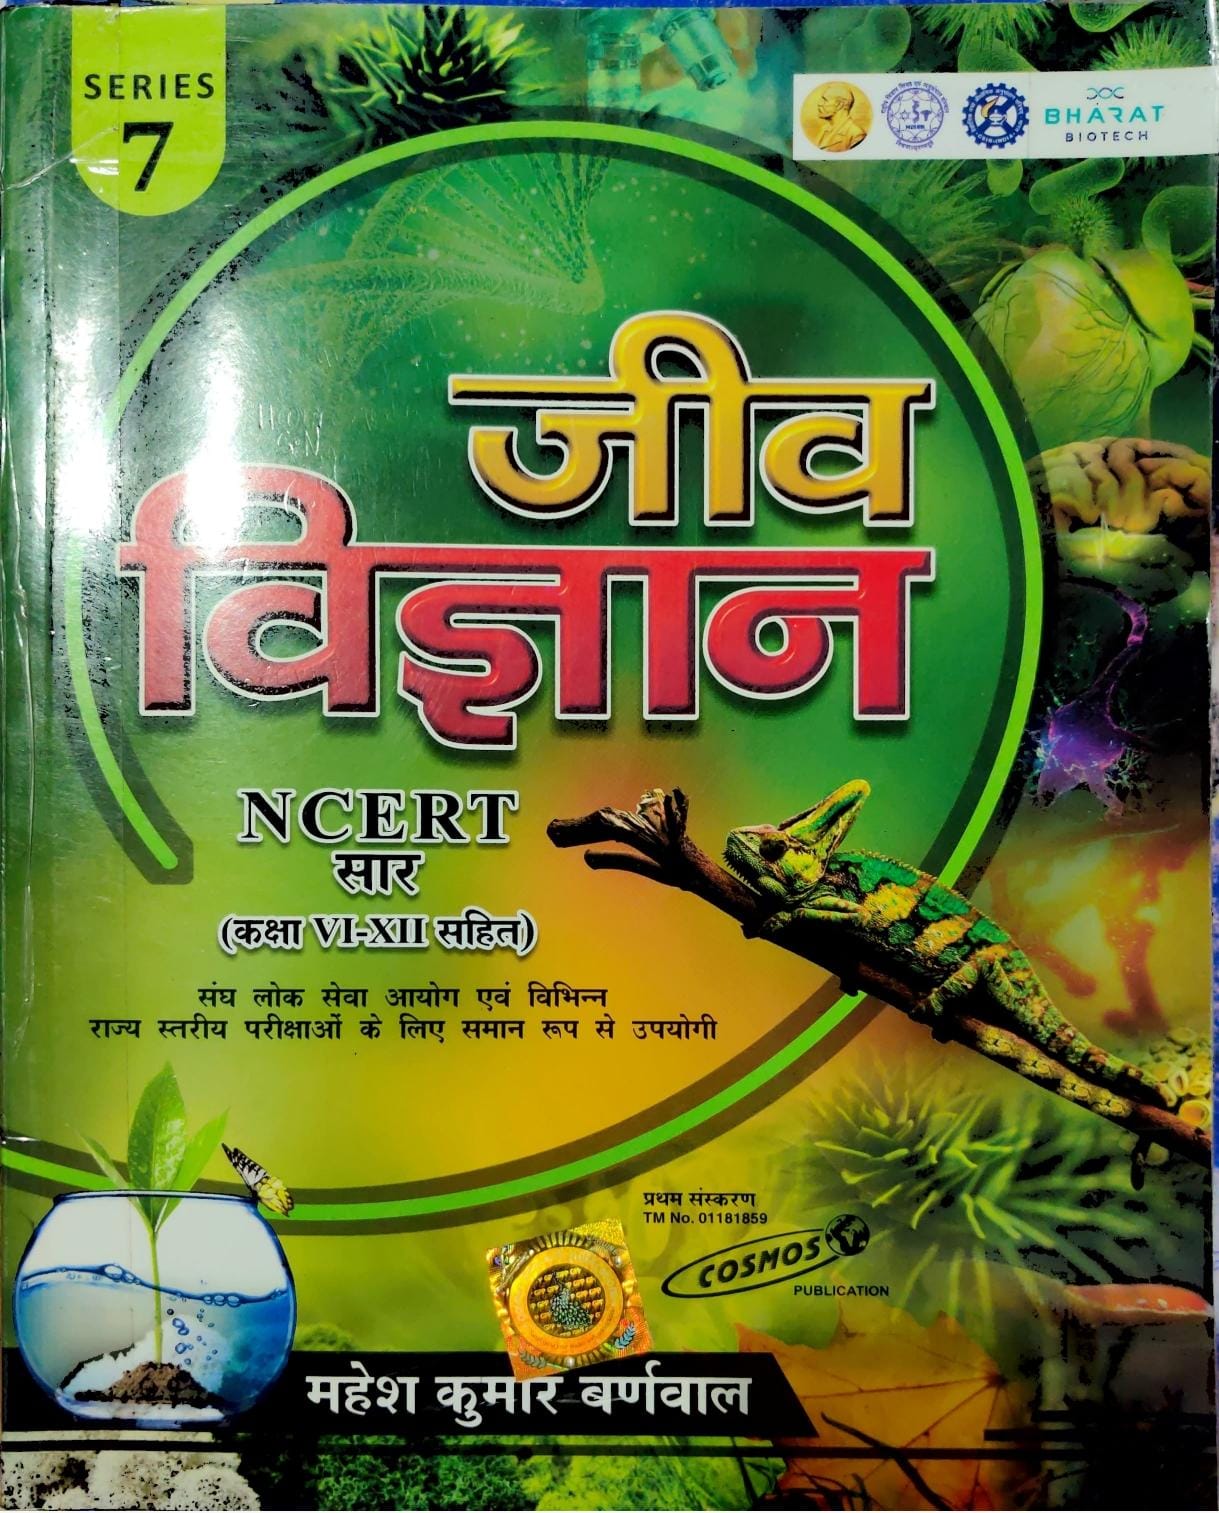 SERIES
7
BHARAT
BIOTECH
जीव
विज्ञान
NCERT
सार
(कक्षा VI-XII सहित)
संघ लोक सेवा आयोग एवं विभिन्न
राज्य स्तरीय परीक्षाओं के लिए समान रूप से उपयोगी
प्रथम संस्करण
TM No. 01181859
COSMOS
PUBLICATION
महेश कुमार बर्णवाल